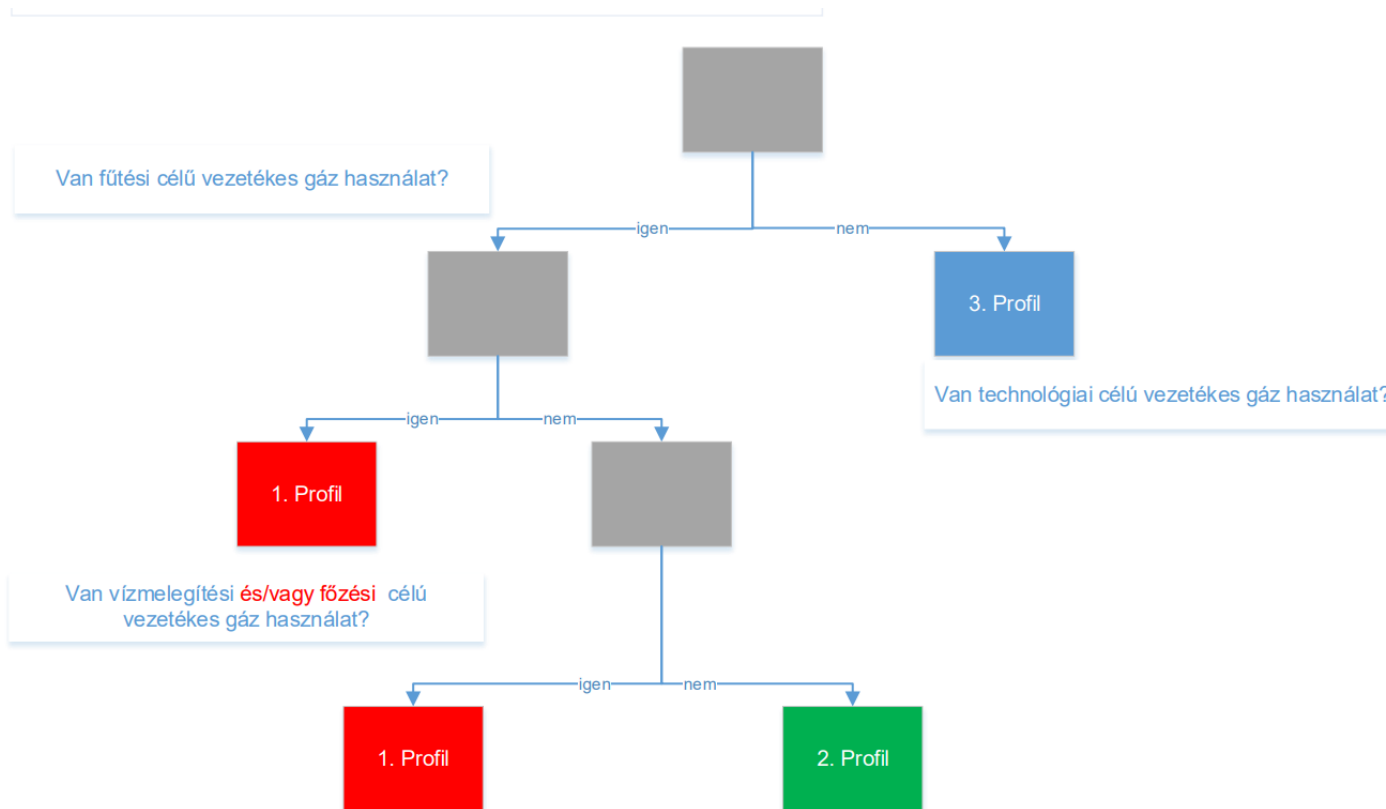 Van fűtési célú vezetékes gáz használat?
igen
nem
3. Profil
Van technológiai célú vezetékes gáz használat?
igen
nem
1. Profil
Van vízmelegítési és/vagy főzési célú
vezetékes gáz használat?
igen
nem
1. Profil
2. Profil